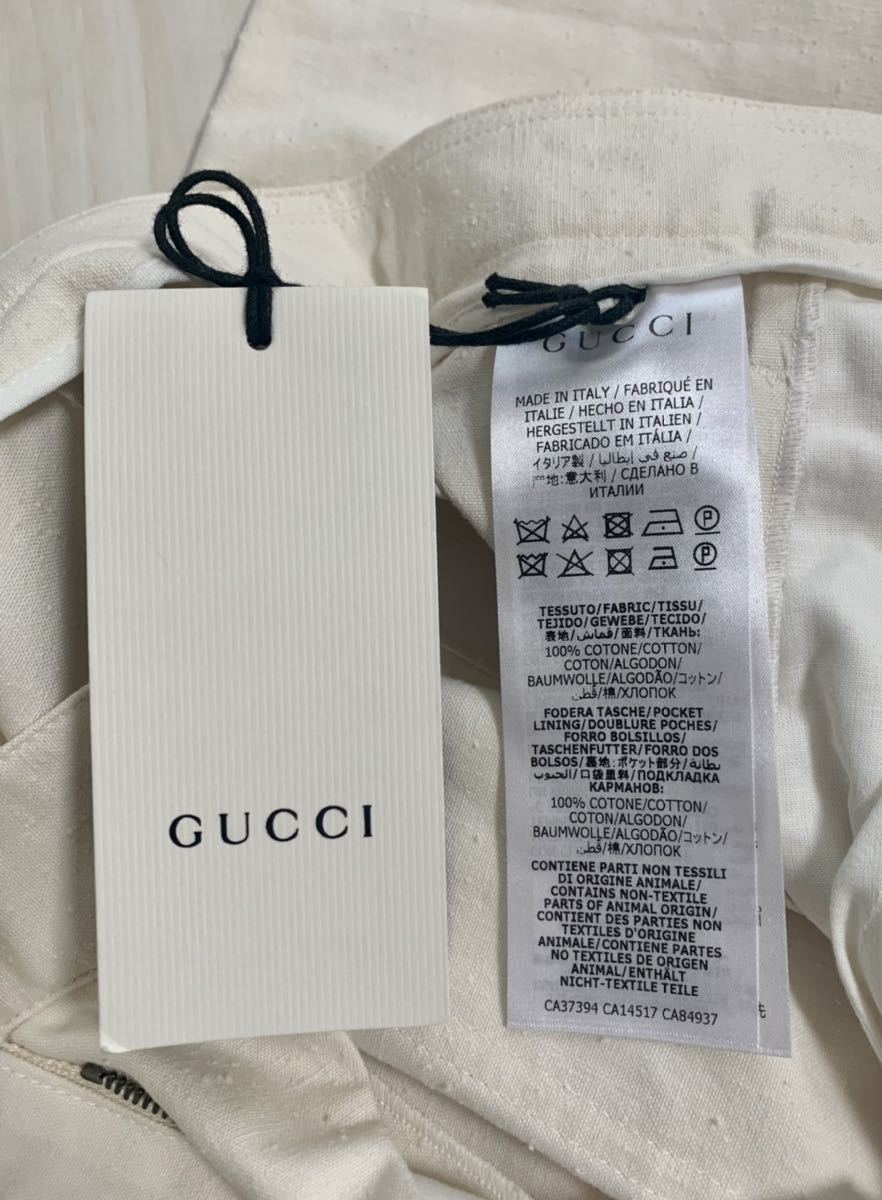 GUCCI
GUCCI
MADE IN ITALY / FABRIQUÉ EN
ITALIE / HECHO EN ITALIA /
HERGESTELLT IN ITALIEN /
FABRICADO EM ITÁLIA /
イタリア製 / صنع في إيطاليا /
产地:意大利 / СДЕЛАНО В
ИТАЛИИ
P
P
TESSUTO/FABRIC/TISSU/
TEJIDO/GEWEBE/TECIDO/
表地/قماش/面料/ТКАНЬ:
100% COTONE/COTTON/
COTON/ALGODON/
BAUMWOLLE/ALGODÃO/コットン/
قطن/棉/ХЛОПОК
FODERA TASCHE/POCKET
LINING/DOUBLURE POCHES/
FORRO BOLSILLOS/
TASCHENFUTTER/FORRO DOS
BOLSOS/裏地:ポケット部分/بطانة
الجيوب/口袋里料/ПОДКЛАДКА
КАРМАНОВ:
100% COTONE/COTTON/
COTON/ALGODON/
BAUMWOLLE/ALGODÃO/コットン/
قطن/棉/ХЛОПОК
CONTIENE PARTI NON TESSILI
DI ORIGINE ANIMALE/
CONTAINS NON-TEXTILE
PARTS OF ANIMAL ORIGIN/
CONTIENT DES PARTIES NON
TEXTILES D'ORIGINE
ANIMALE/CONTIENE PARTES
NO TEXTILES DE ORIGEN
ANIMAL/ENTHÄLT
NICHT-TEXTILE TEILE
CA37394 CA14517 CA84937
先